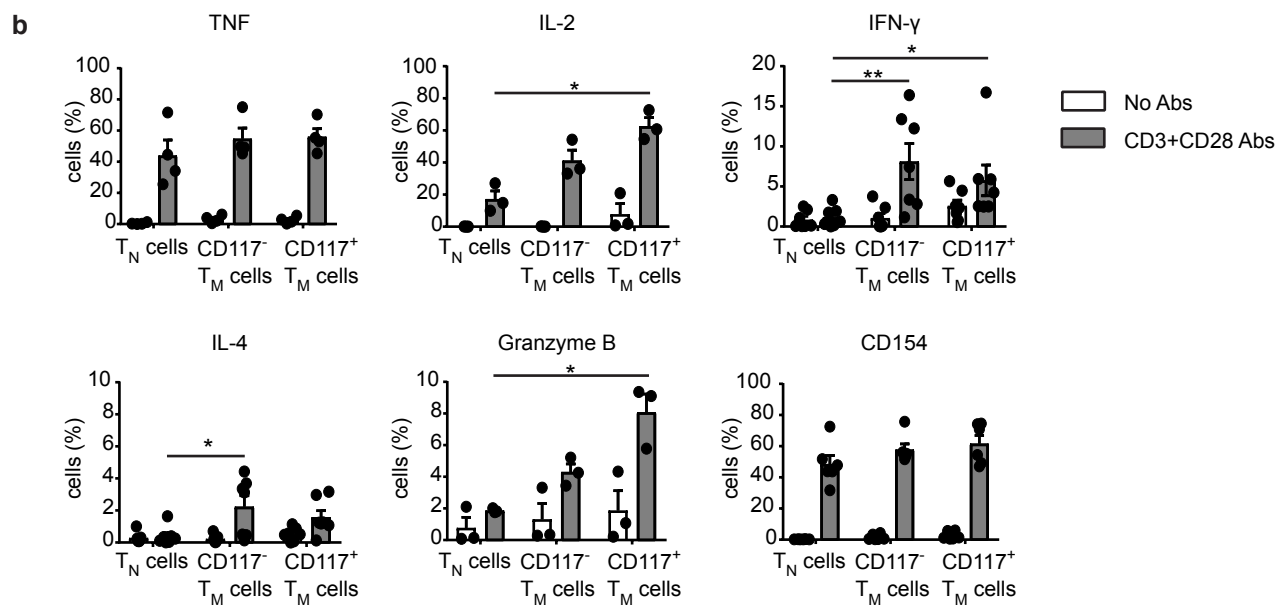 b
TNF
cells (%)
100
80
60
40
20
0
T_N cells
CD117⁻
T_M cells
CD117⁺
T_M cells
IL-2
cells (%)
100
80
60
40
20
0
*
T_N cells
CD117⁻
T_M cells
CD117⁺
T_M cells
IFN-γ
cells (%)
20
15
10
5
0
*
**
T_N cells
CD117⁻
T_M cells
CD117⁺
T_M cells
No Abs
CD3+CD28 Abs
IL-4
cells (%)
10
8
6
4
2
0
*
T_N cells
CD117⁻
T_M cells
CD117⁺
T_M cells
Granzyme B
cells (%)
10
8
6
4
2
0
*
T_N cells
CD117⁻
T_M cells
CD117⁺
T_M cells
CD154
cells (%)
100
80
60
40
20
0
T_N cells
CD117⁻
T_M cells
CD117⁺
T_M cells